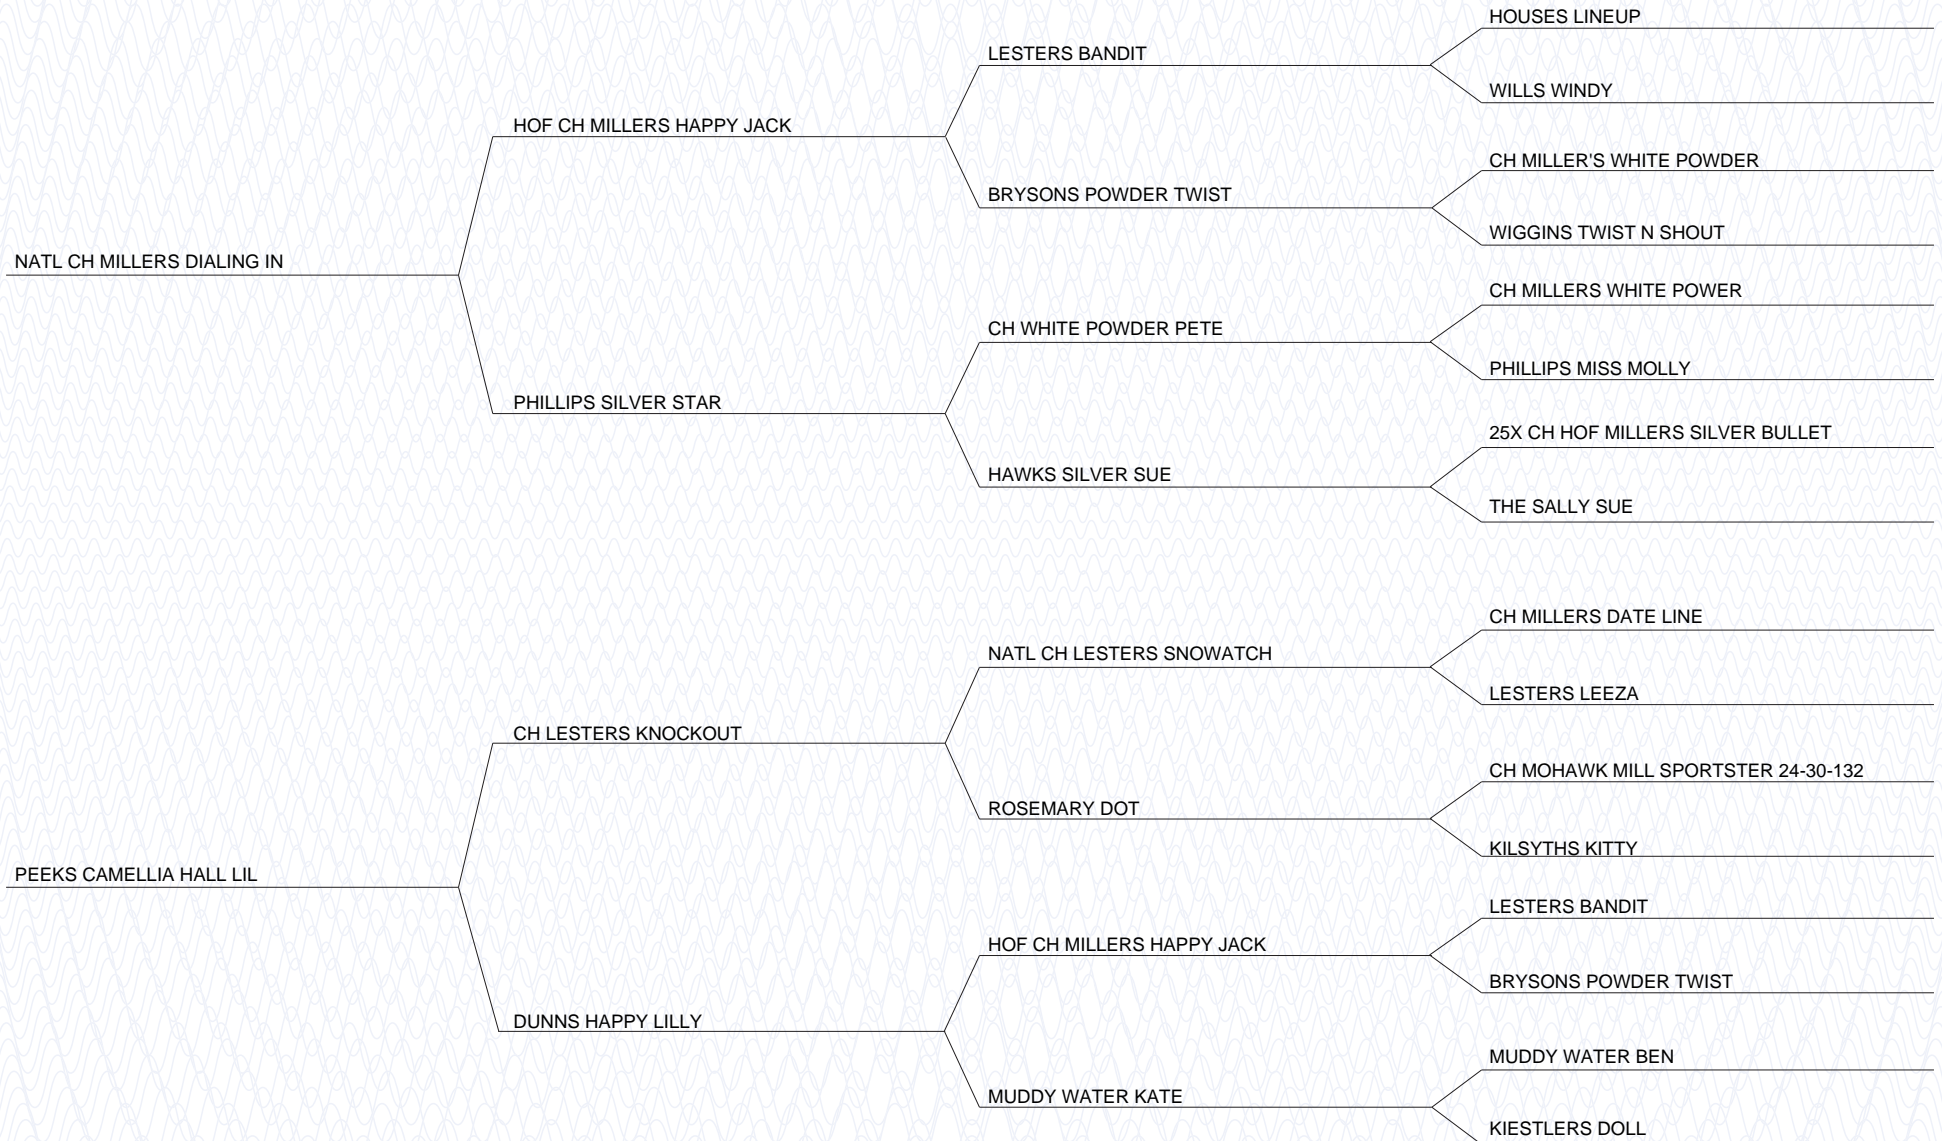 HOUSES LINEUP
LESTERS BANDIT
WILLS WINDY
HOF CH MILLERS HAPPY JACK
CH MILLER'S WHITE POWDER
BRYSONS POWDER TWIST
WIGGINS TWIST N SHOUT
NATL CH MILLERS DIALING IN
CH MILLERS WHITE POWER
CH WHITE POWDER PETE
PHILLIPS MISS MOLLY
PHILLIPS SILVER STAR
25X CH HOF MILLERS SILVER BULLET
HAWKS SILVER SUE
THE SALLY SUE
CH MILLERS DATE LINE
NATL CH LESTERS SNOWATCH
LESTERS LEEZA
CH LESTERS KNOCKOUT
CH MOHAWK MILL SPORTSTER 24-30-132
ROSEMARY DOT
KILSYTHS KITTY
PEEKS CAMELLIA HALL LIL
LESTERS BANDIT
HOF CH MILLERS HAPPY JACK
BRYSONS POWDER TWIST
DUNNS HAPPY LILLY
MUDDY WATER BEN
MUDDY WATER KATE
KIESTLERS DOLL